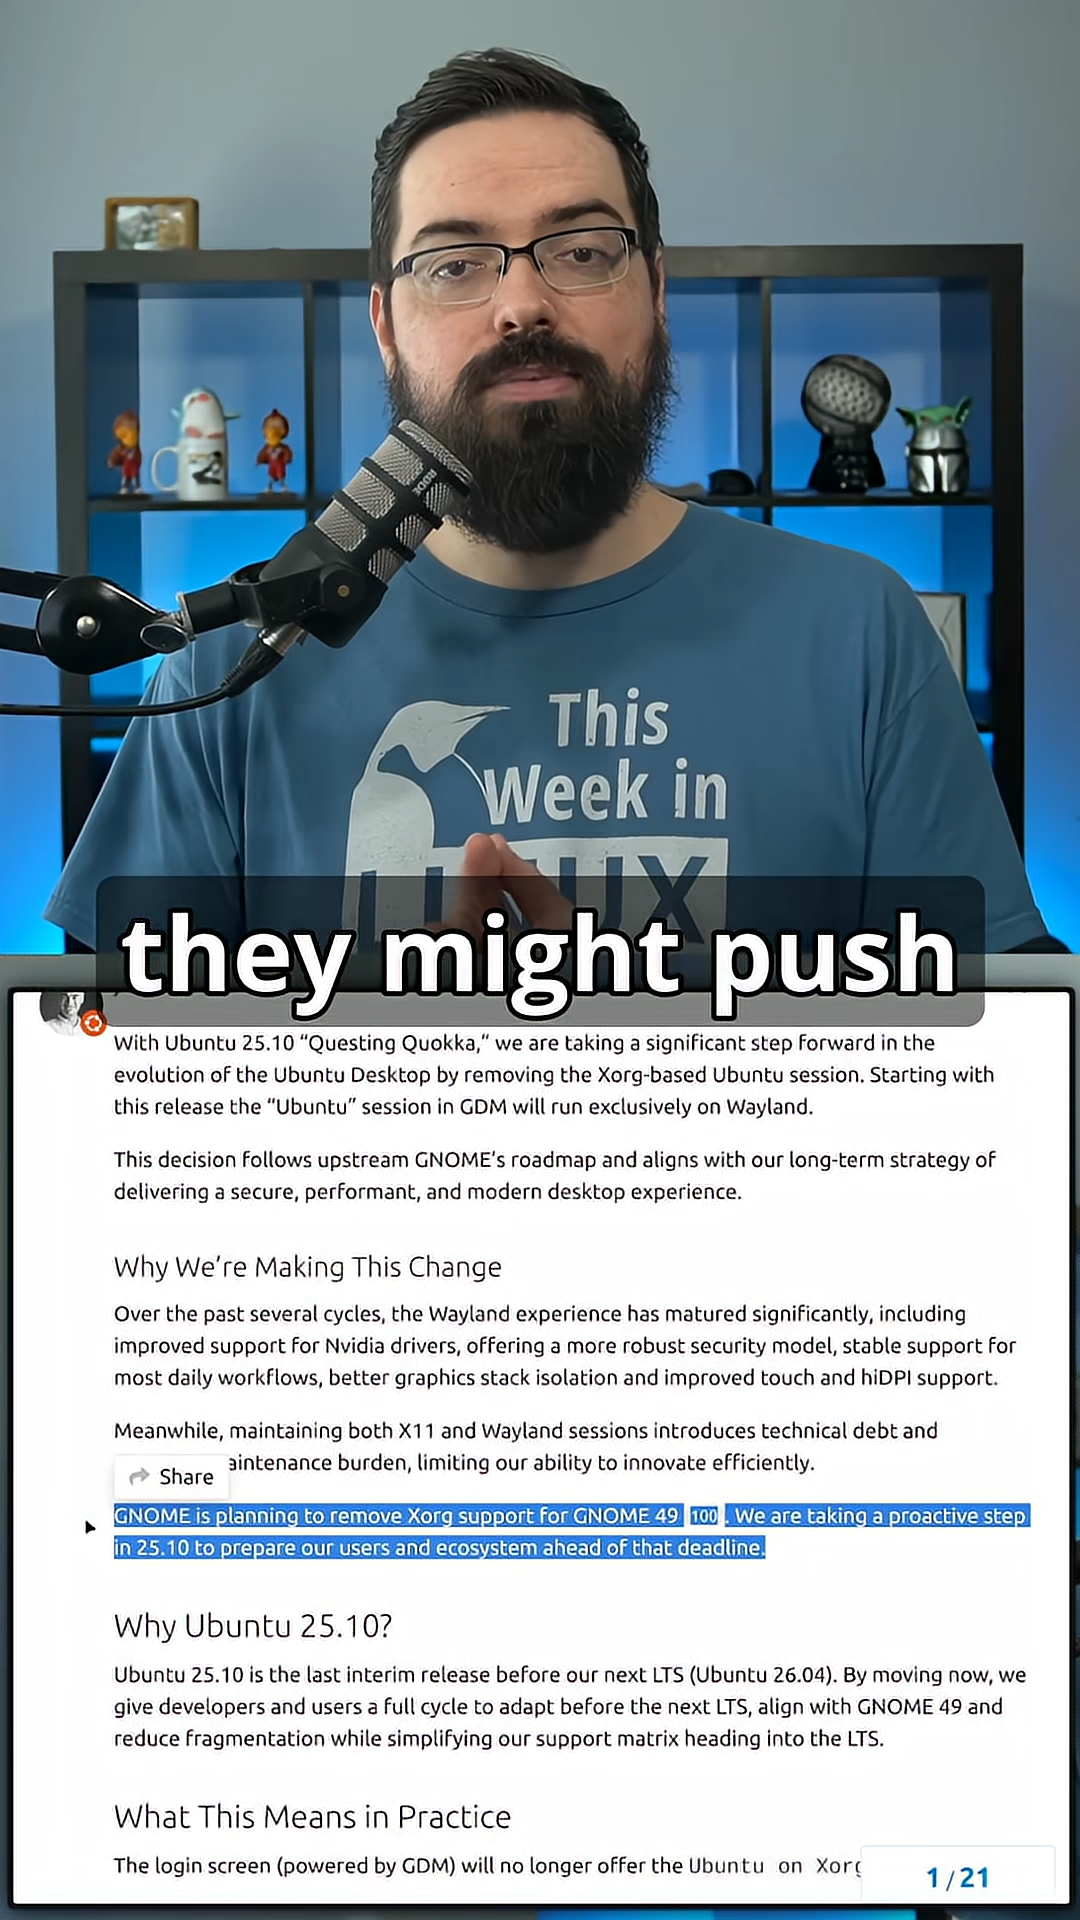 RODE
This
Week in
LINUX
they might push
With Ubuntu 25.10 “Questing Quokka,” we are taking a significant step forward in the
evolution of the Ubuntu Desktop by removing the Xorg-based Ubuntu session. Starting with
this release the “Ubuntu” session in GDM will run exclusively on Wayland.
This decision follows upstream GNOME’s roadmap and aligns with our long-term strategy of
delivering a secure, performant, and modern desktop experience.
Why We’re Making This Change
Over the past several cycles, the Wayland experience has matured significantly, including
improved support for Nvidia drivers, offering a more robust security model, stable support for
most daily workflows, better graphics stack isolation and improved touch and hiDPI support.
Meanwhile, maintaining both X11 and Wayland sessions introduces technical debt and
Share aintenance burden, limiting our ability to innovate efficiently.
GNOME is planning to remove Xorg support for GNOME 49 100 . We are taking a proactive step
in 25.10 to prepare our users and ecosystem ahead of that deadline.
Why Ubuntu 25.10?
Ubuntu 25.10 is the last interim release before our next LTS (Ubuntu 26.04). By moving now, we
give developers and users a full cycle to adapt before the next LTS, align with GNOME 49 and
reduce fragmentation while simplifying our support matrix heading into the LTS.
What This Means in Practice
The login screen (powered by GDM) will no longer offer the Ubuntu on Xorg
1 / 21